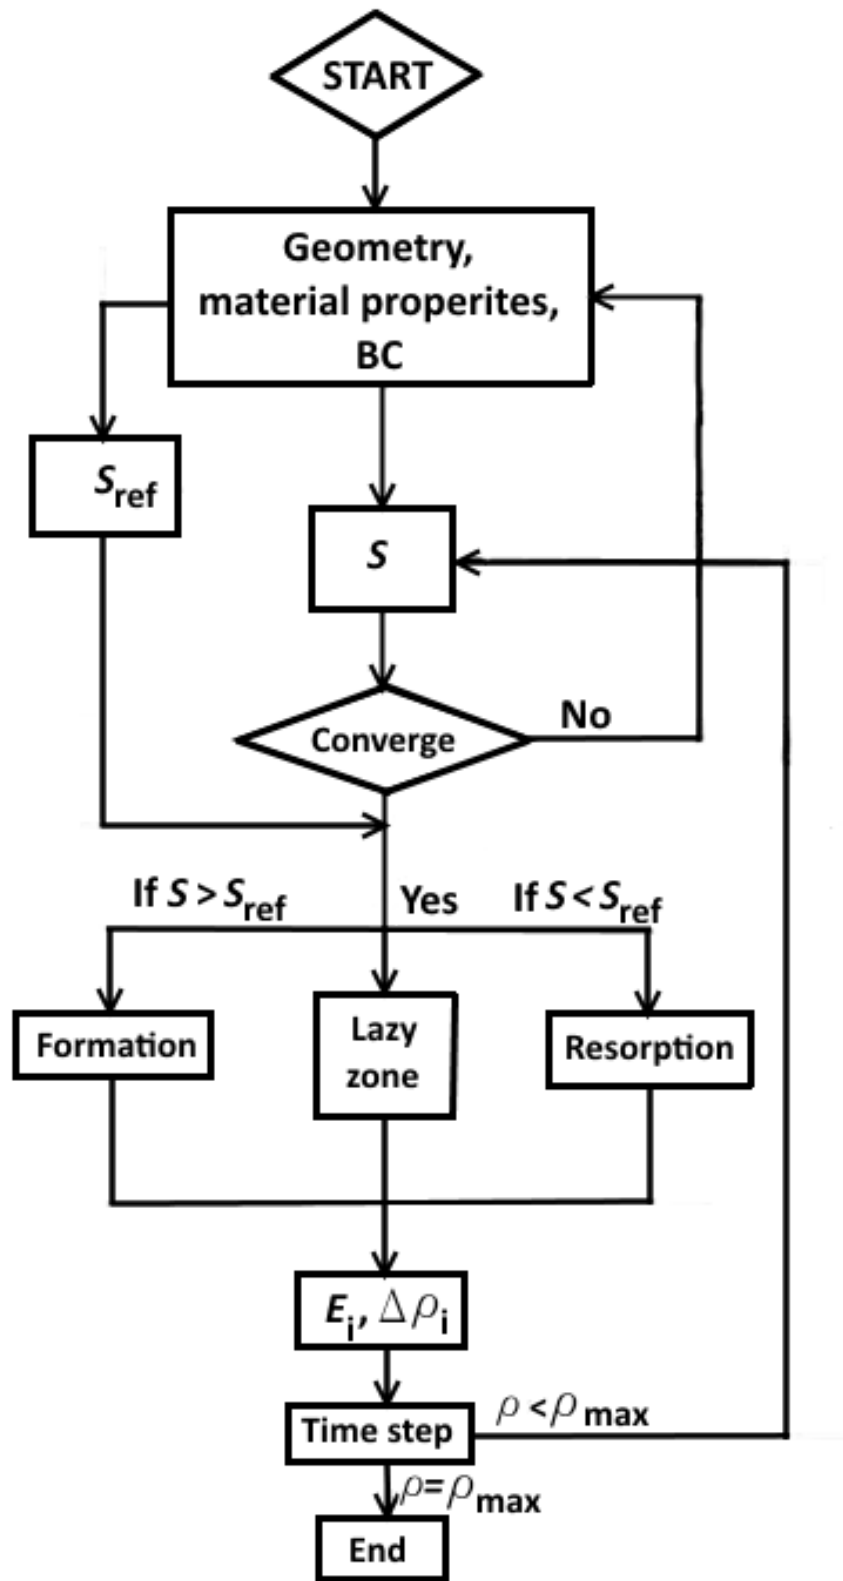 START
Geometry,
material properites,
BC
Sref
S
Converge
No
If S > Sref
Yes
If S < Sref
Formation
Lazy
zone
Resorption
Ei, Δρi
Time step
ρ < ρmax
ρ=ρmax
End